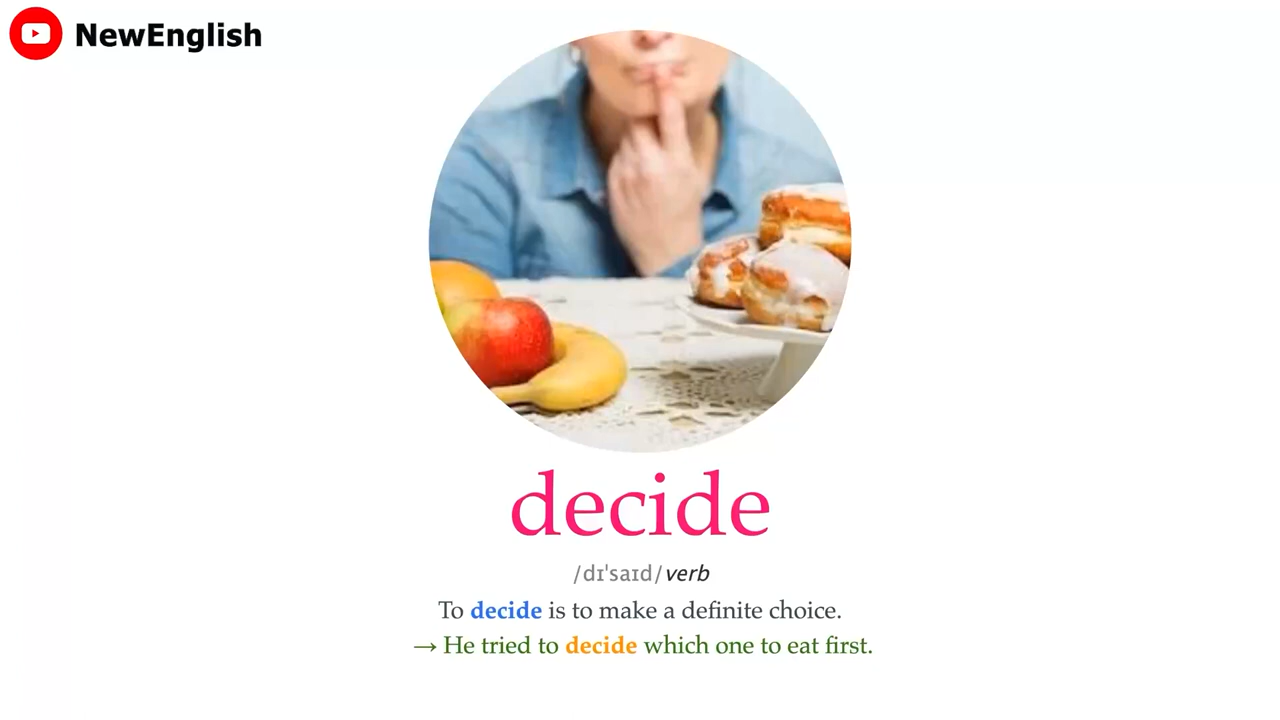 NewEnglish
decide
/dɪˈsaɪd/verb
To decide is to make a definite choice.
→ He tried to decide which one to eat first.